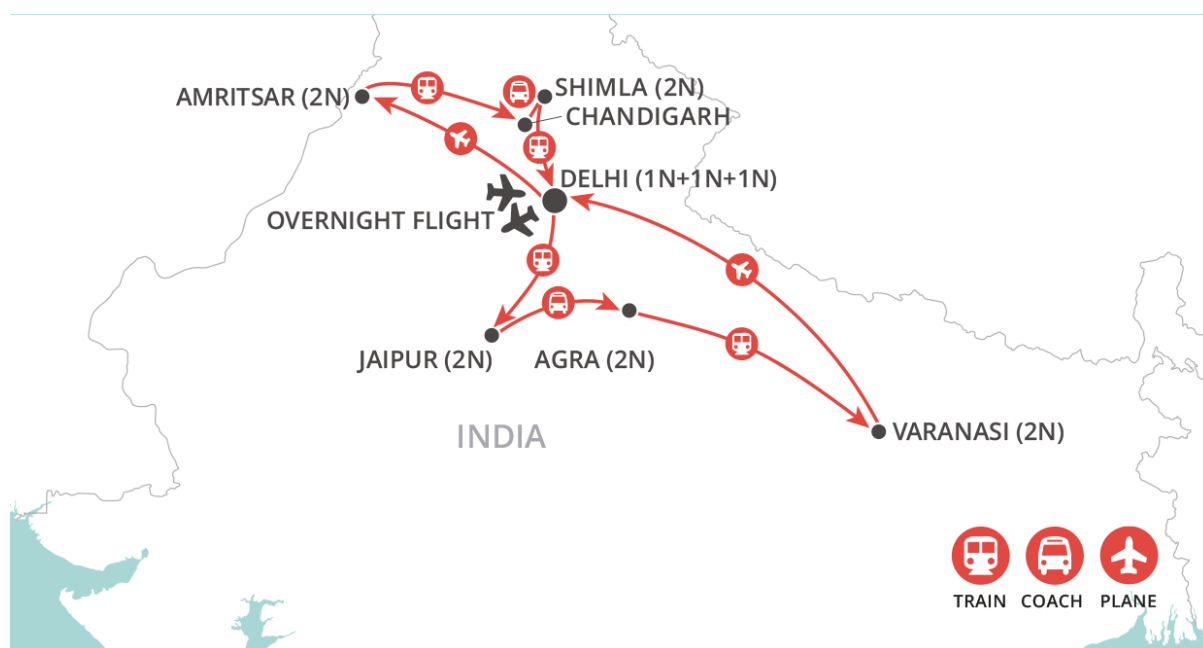 AMRITSAR (2N)
SHIMLA (2N)
CHANDIGARH
DELHI (1N+1N+1N)
OVERNIGHT FLIGHT
JAIPUR (2N)
AGRA (2N)
VARANASI (2N)
INDIA
TRAIN COACH PLANE